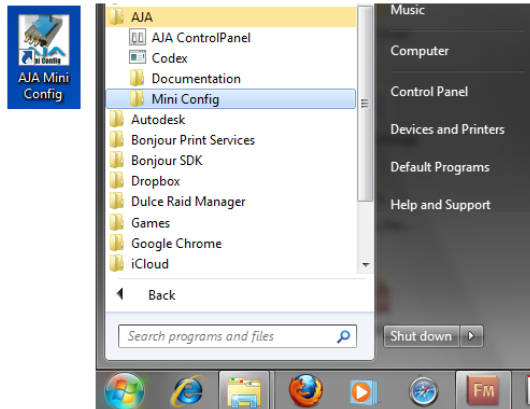 AJA Mini
Config
AJA
AJA ControlPanel
Codex
Documentation
Mini Config
Autodesk
Bonjour Print Services
Bonjour SDK
Dropbox
Dulce Raid Manager
Games
Google Chrome
iCloud
Back
Search programs and files
Music
Computer
Control Panel
Devices and Printers
Default Programs
Help and Support
Shut down
FM